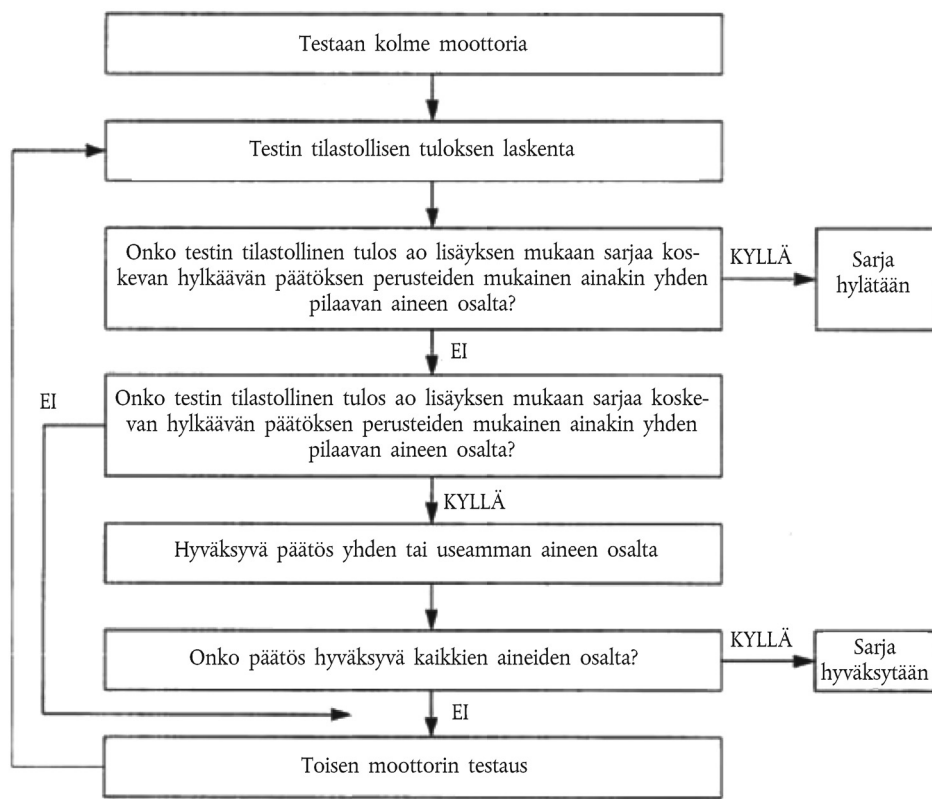 Testaan kolme moottoria
Testin tilastollisen tuloksen laskenta
Onko testin tilastollinen tulos ao lisäyksen mukaan sarjaa kos-
kevan hylkäävän päätöksen perusteiden mukainen ainakin yhden
pilaavan aineen osalta?
KYLLÄ
Sarja
hylätään
EI
EI
Onko testin tilastollinen tulos ao lisäyksen mukaan sarjaa koske-
van hylkäävän päätöksen perusteiden mukainen ainakin yhden
pilaavan aineen osalta?
KYLLÄ
Hyväksyvä päätös yhden tai useamman aineen osalta
Onko päätös hyväksyvä kaikkien aineiden osalta?
KYLLÄ
Sarja
hyväksytään
EI
Toisen moottorin testaus